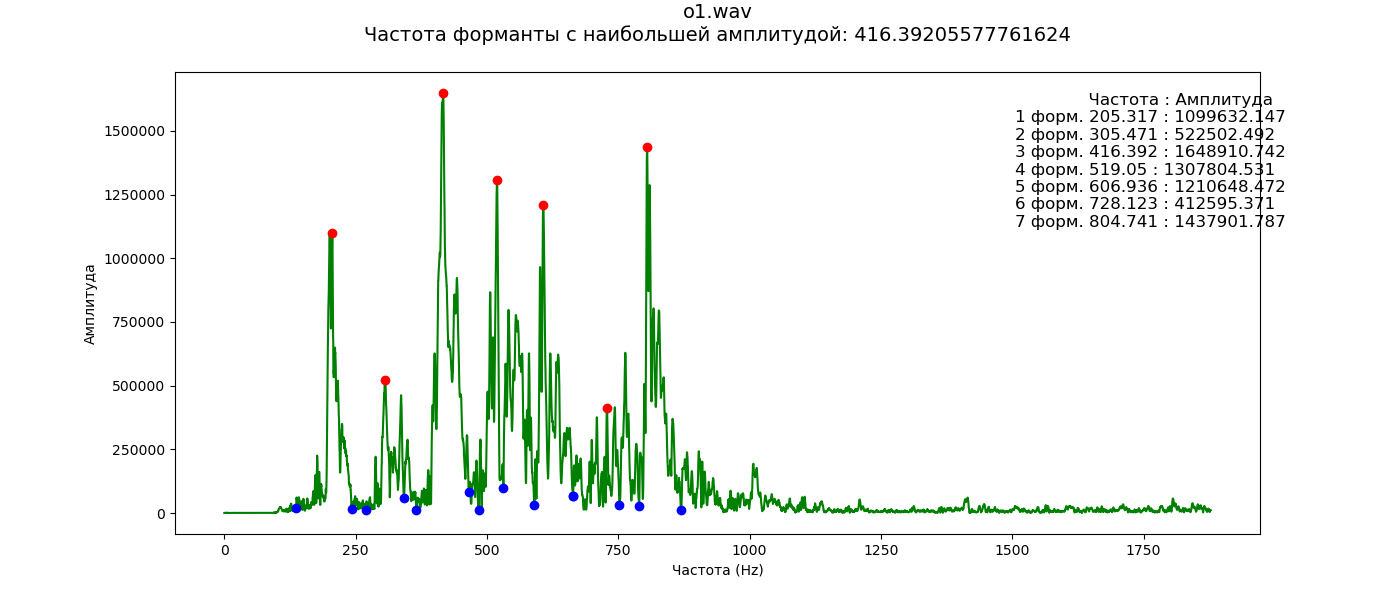 o1.wav
Частота форманты с наибольшей амплитудой: 416.39205577761624
Частота : Амплитуда
1 форм. 205.317 : 1099632.147
2 форм. 305.471 : 522502.492
3 форм. 416.392 : 1648910.742
4 форм. 519.05 : 1307804.531
5 форм. 606.936 : 1210648.472
6 форм. 728.123 : 412595.371
7 форм. 804.741 : 1437901.787
Амплитуда
1500000
1250000
1000000
750000
500000
250000
0
0 250 500 750 1000 1250 1500 1750
Частота (Hz)